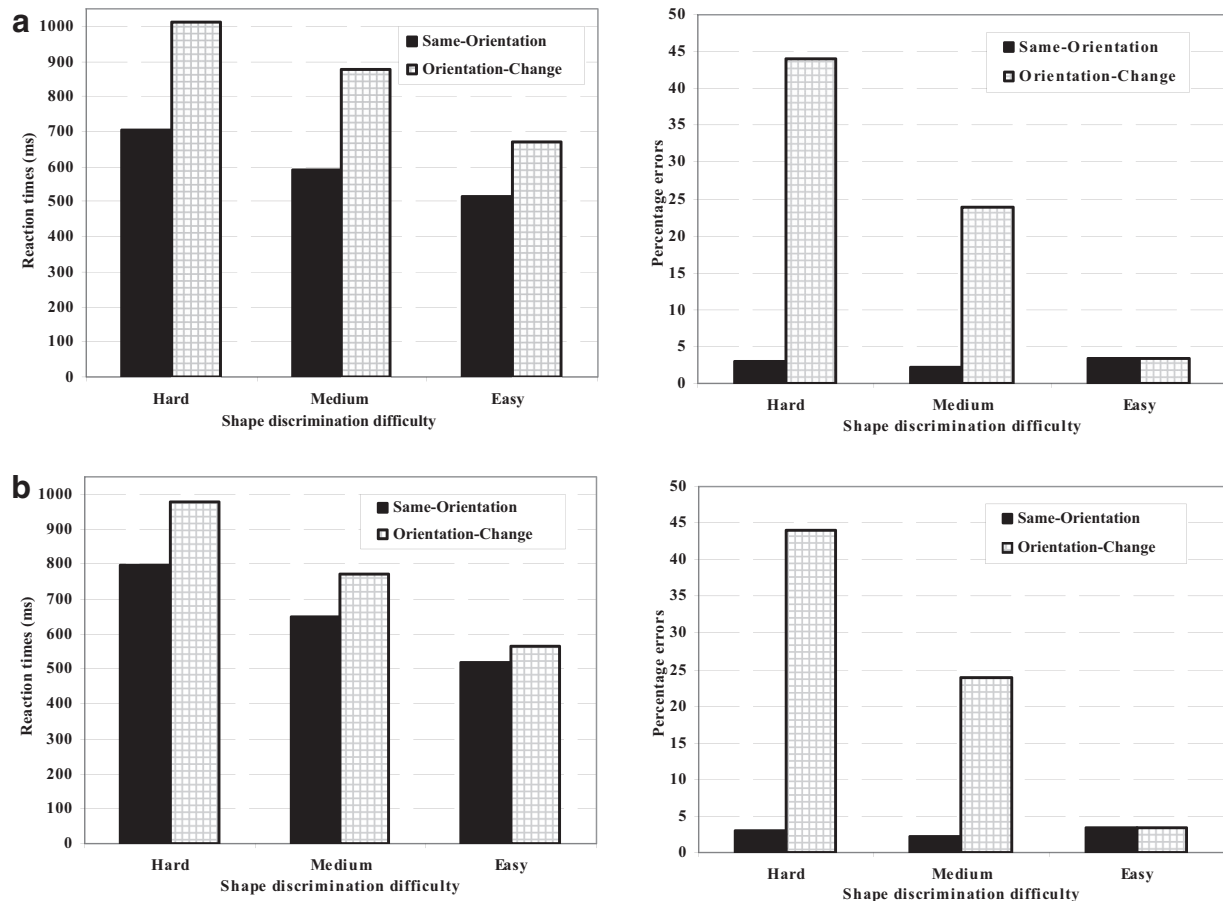 a
1000
900
800
700
600
500
400
300
200
100
0
Reaction times (ms)
Same-Orientation
Orientation-Change
Hard Medium Easy
Shape discrimination difficulty
50
45
40
35
30
25
20
15
10
5
0
Percentage errors
Same-Orientation
Orientation-Change
Hard Medium Easy
Shape discrimination difficulty
b
1000
900
800
700
600
500
400
300
200
100
0
Reaction times (ms)
Same-Orientation
Orientation-Change
Hard Medium Easy
Shape discrimination difficulty
50
45
40
35
30
25
20
15
10
5
0
Percentage errors
Same-Orientation
Orientation-Change
Hard Medium Easy
Shape discrimination difficulty